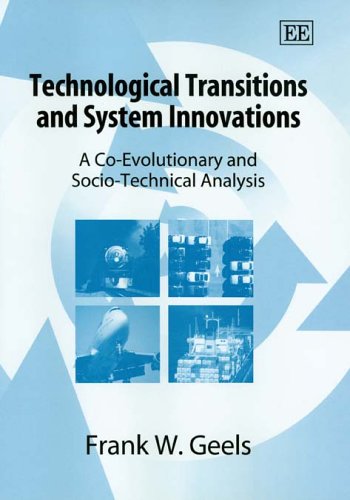 EE
Technological Transitions
and System Innovations
A Co-Evolutionary and
Socio-Technical Analysis
Frank W. Geels